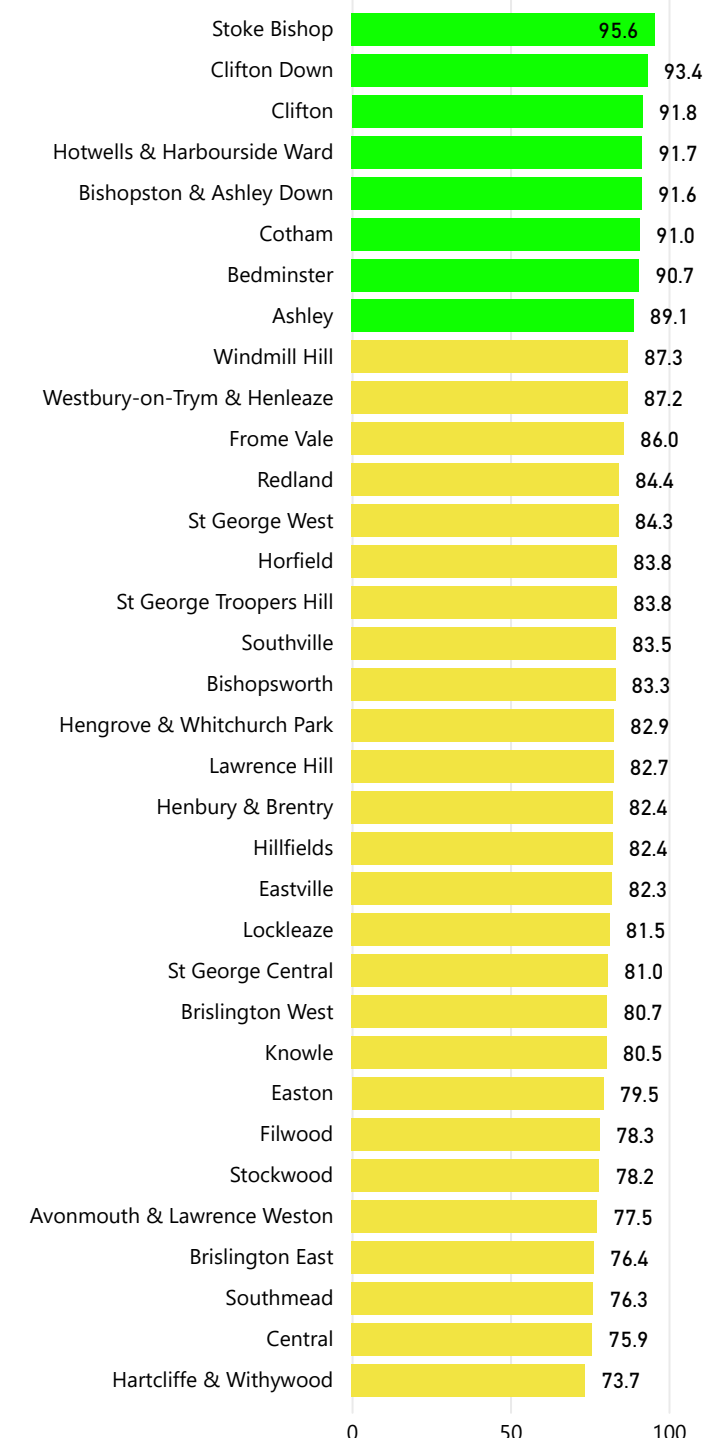 Stoke Bishop 95.6
Clifton Down 93.4
Clifton 91.8
Hotwells & Harbourside Ward 91.7
Bishopston & Ashley Down 91.6
Cotham 91.0
Bedminster 90.7
Ashley 89.1
Windmill Hill 87.3
Westbury-on-Trym & Henleaze 87.2
Frome Vale 86.0
Redland 84.4
St George West 84.3
Horfield 83.8
St George Troopers Hill 83.8
Southville 83.5
Bishopsworth 83.3
Hengrove & Whitchurch Park 82.9
Lawrence Hill 82.7
Henbury & Brentry 82.4
Hillfields 82.4
Eastville 82.3
Lockleaze 81.5
St George Central 81.0
Brislington West 80.7
Knowle 80.5
Easton 79.5
Filwood 78.3
Stockwood 78.2
Avonmouth & Lawrence Weston 77.5
Brislington East 76.4
Southmead 76.3
Central 75.9
Hartcliffe & Withywood 73.7
0 50 100